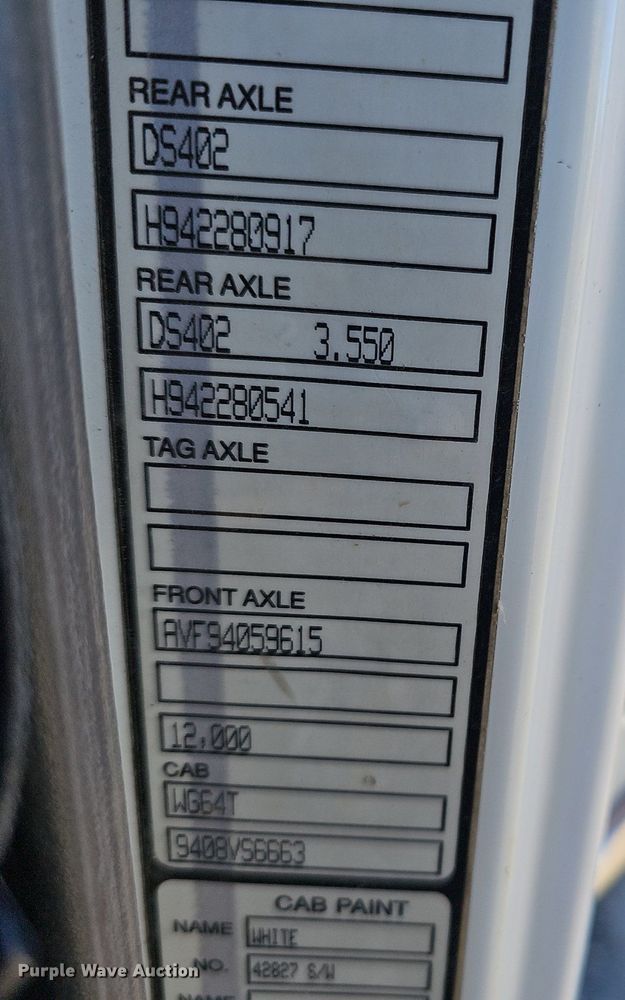 REAR AXLE
DS402
H942280917
REAR AXLE
DS402 3.550
H942280541
TAG AXLE
FRONT AXLE
AVF94059615
12,000
CAB
WG64T
9408VS6663
CAB PAINT
NAME WHITE
NO. 42827 S/W
NAME
Purple Wave Auction